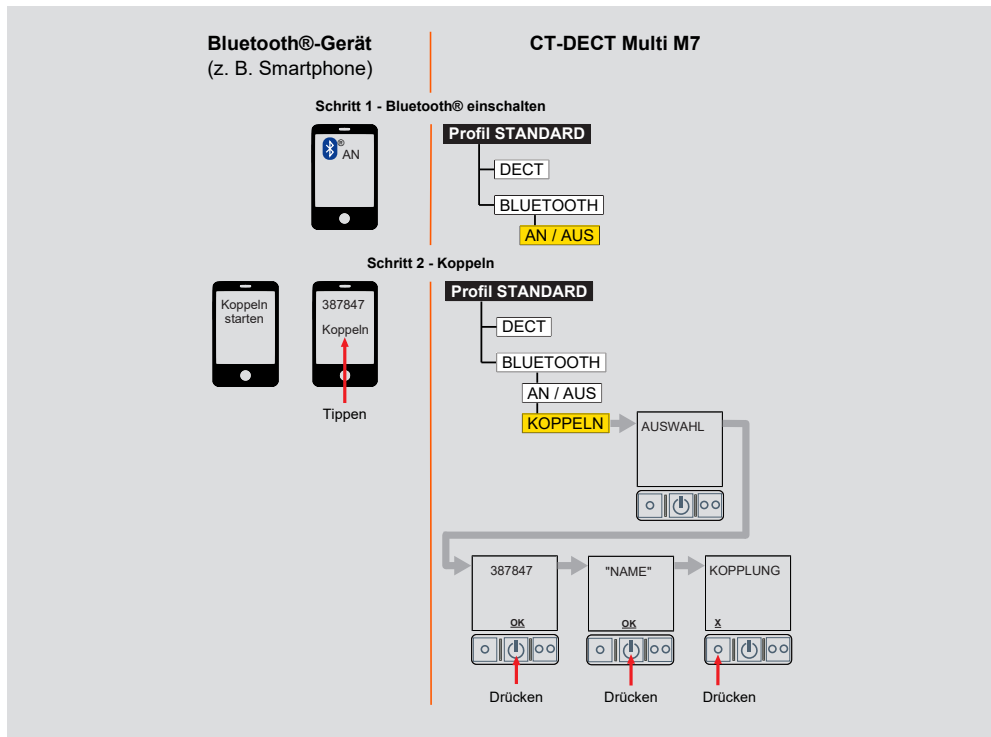 Bluetooth®-Gerät
(z. B. Smartphone)
CT-DECT Multi M7
Schritt 1 - Bluetooth® einschalten
® AN
Profil STANDARD
DECT
BLUETOOTH
AN / AUS
Schritt 2 - Koppeln
Koppeln
starten
387847
Koppeln
Tippen
Profil STANDARD
DECT
BLUETOOTH
AN / AUS
KOPPELN
AUSWAHL
387847
OK
"NAME"
OK
KOPPLUNG
X
Drücken
Drücken
Drücken